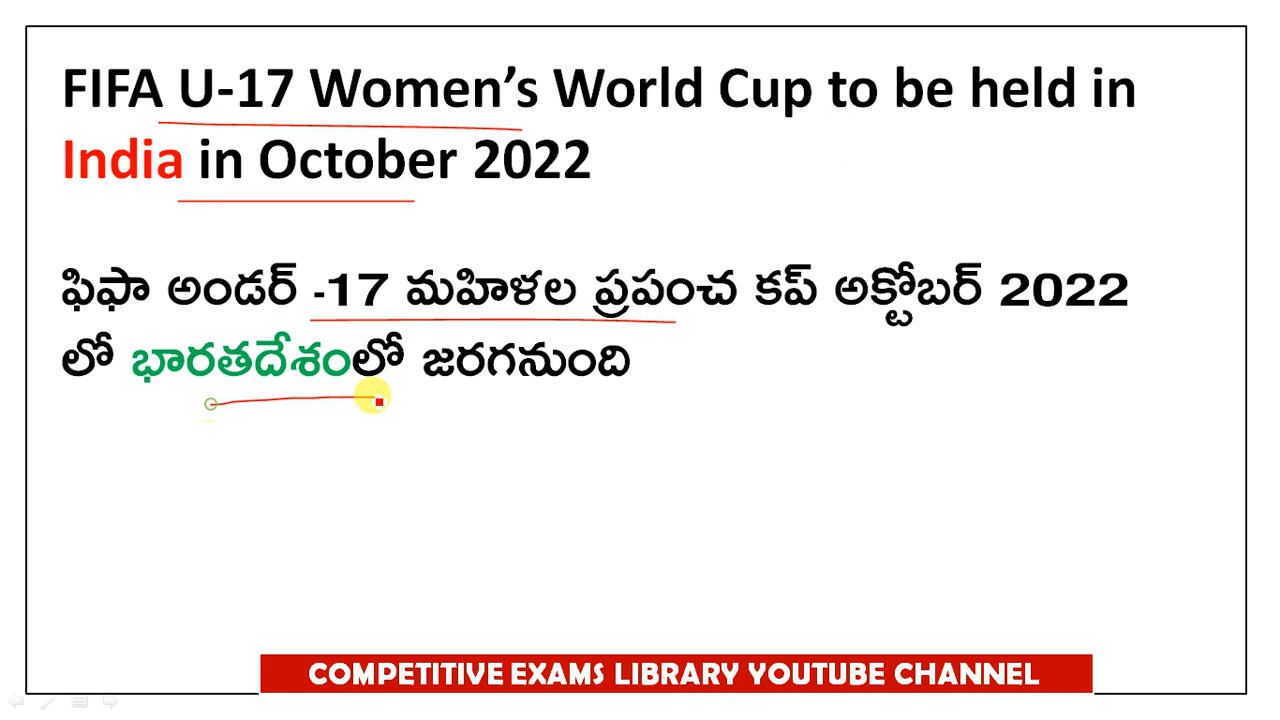 FIFA U-17 Women’s World Cup to be held in
India in October 2022
ఫిఫా అండర్ -17 మహిళల ప్రపంచ కప్ అక్టోబర్ 2022
లో భారతదేశంలో జరగనుంది
COMPETITIVE EXAMS LIBRARY YOUTUBE CHANNEL